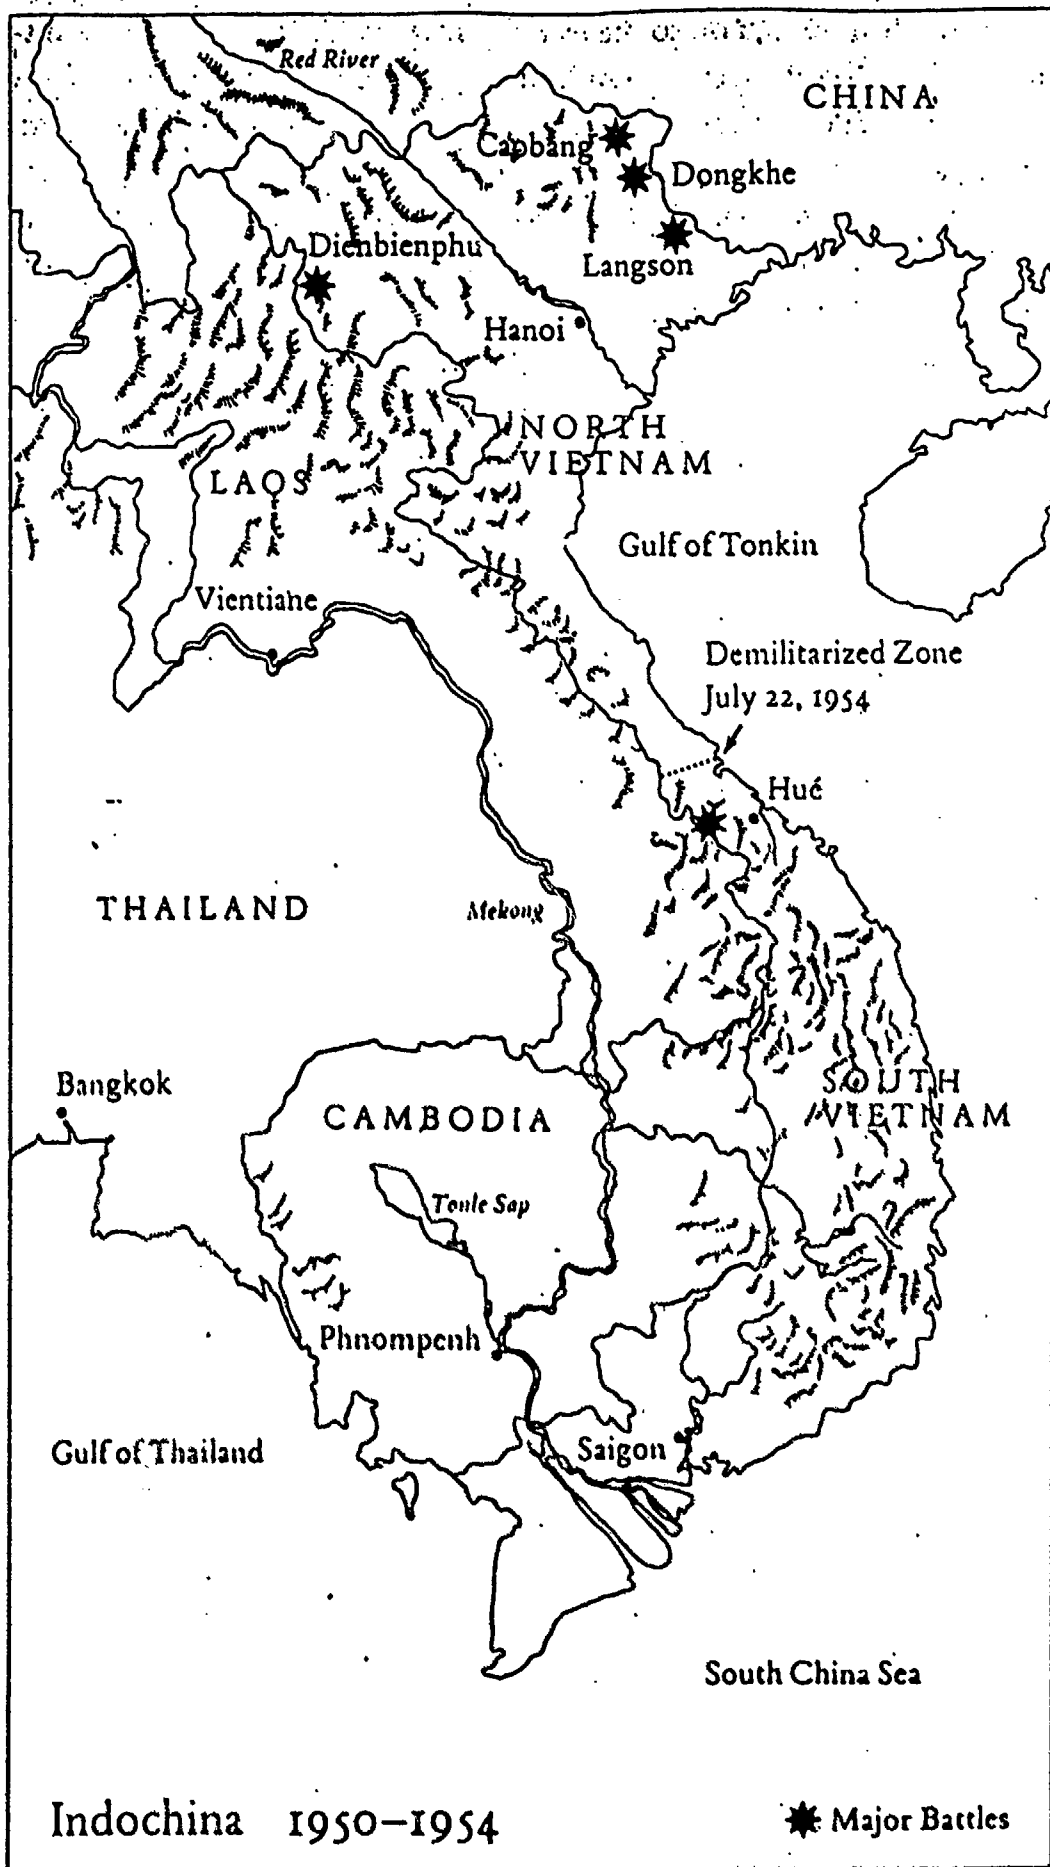 Red River
CHINA
Caobang
Dongkhe
Dienbienphu
Langson
Hanoi
NORTH
VIETNAM
LAOS
Gulf of Tonkin
Vientiane
Demilitarized Zone
July 22, 1954
Hué
THAILAND
Mekong
Bangkok
SOUTH
VIETNAM
CAMBODIA
Tonle Sap
Phnompenh
Gulf of Thailand
Saigon
South China Sea
Indochina 1950–1954
Major Battles